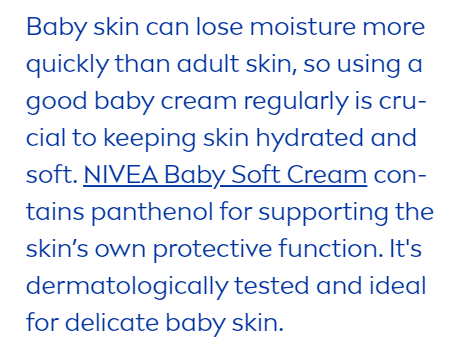 Baby skin can lose moisture more
quickly than adult skin, so using a
good baby cream regularly is cru-
cial to keeping skin hydrated and
soft. NIVEA Baby Soft Cream con-
tains panthenol for supporting the
skin’s own protective function. It's
dermatologically tested and ideal
for delicate baby skin.